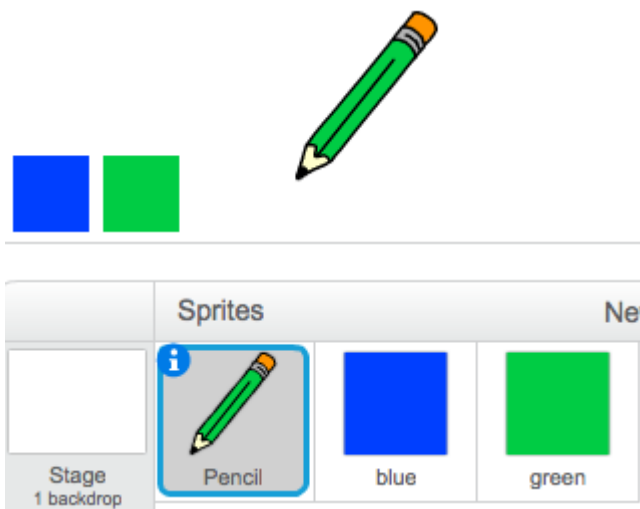 Sprites
Ne
i
Stage
1 backdrop
Pencil
blue
green